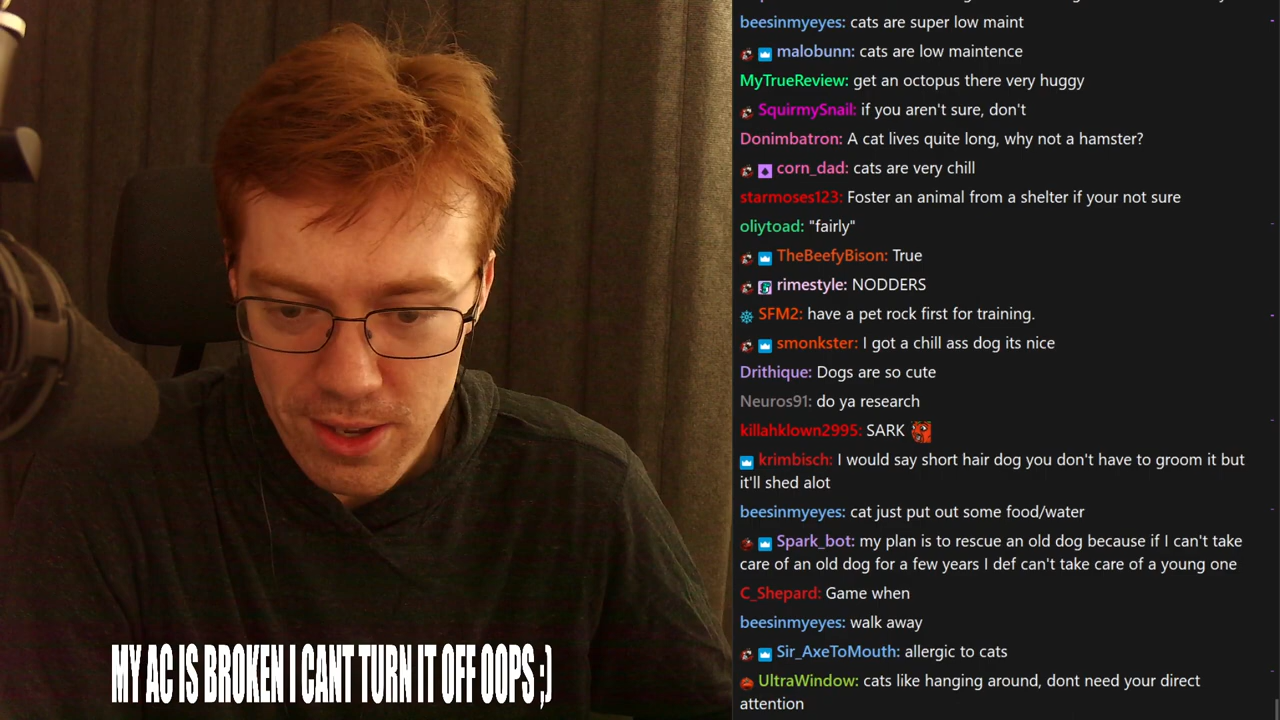 beesinmyeyes: cats are super low maint
malobunn: cats are low maintence
MyTrueReview: get an octopus there very huggy
SquirmySnail: if you aren't sure, don't
Donimbatron: A cat lives quite long, why not a hamster?
corn_dad: cats are very chill
starmoses123: Foster an animal from a shelter if your not sure
oliytoad: "fairly"
TheBeefyBison: True
rimestyle: NODDERS
SFM2: have a pet rock first for training.
smonkster: I got a chill ass dog its nice
Drithique: Dogs are so cute
Neuros91: do ya research
killahklown2995: SARK
krimbisch: I would say short hair dog you don't have to groom it but
it'll shed alot
beesinmyeyes: cat just put out some food/water
Spark_bot: my plan is to rescue an old dog because if I can't take
care of an old dog for a few years I def can't take care of a young one
C_Shepard: Game when
beesinmyeyes: walk away
Sir_AxeToMouth: allergic to cats
UltraWindow: cats like hanging around, dont need your direct
attention
MY AC IS BROKEN I CANT TURN IT OFF OOPS ;)